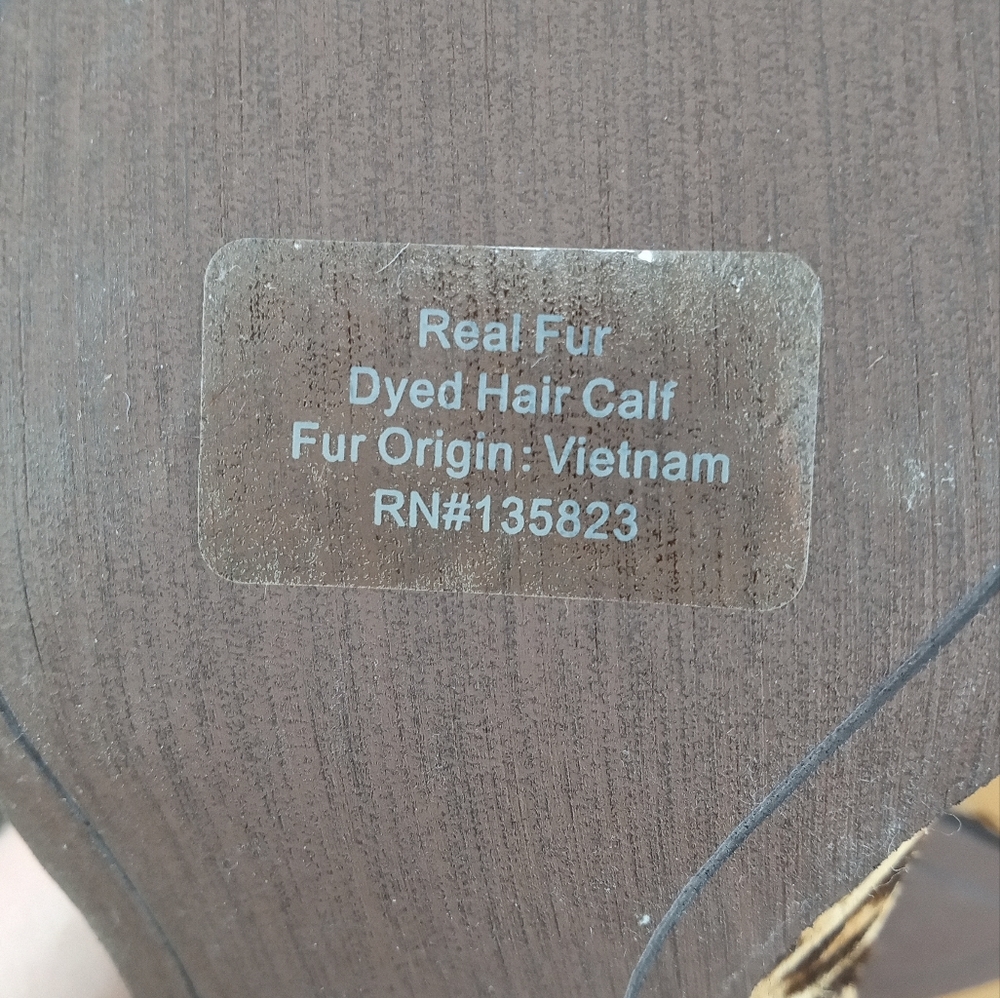 Real Fur
Dyed Hair Calf
Fur Origin: Vietnam
RN#135823